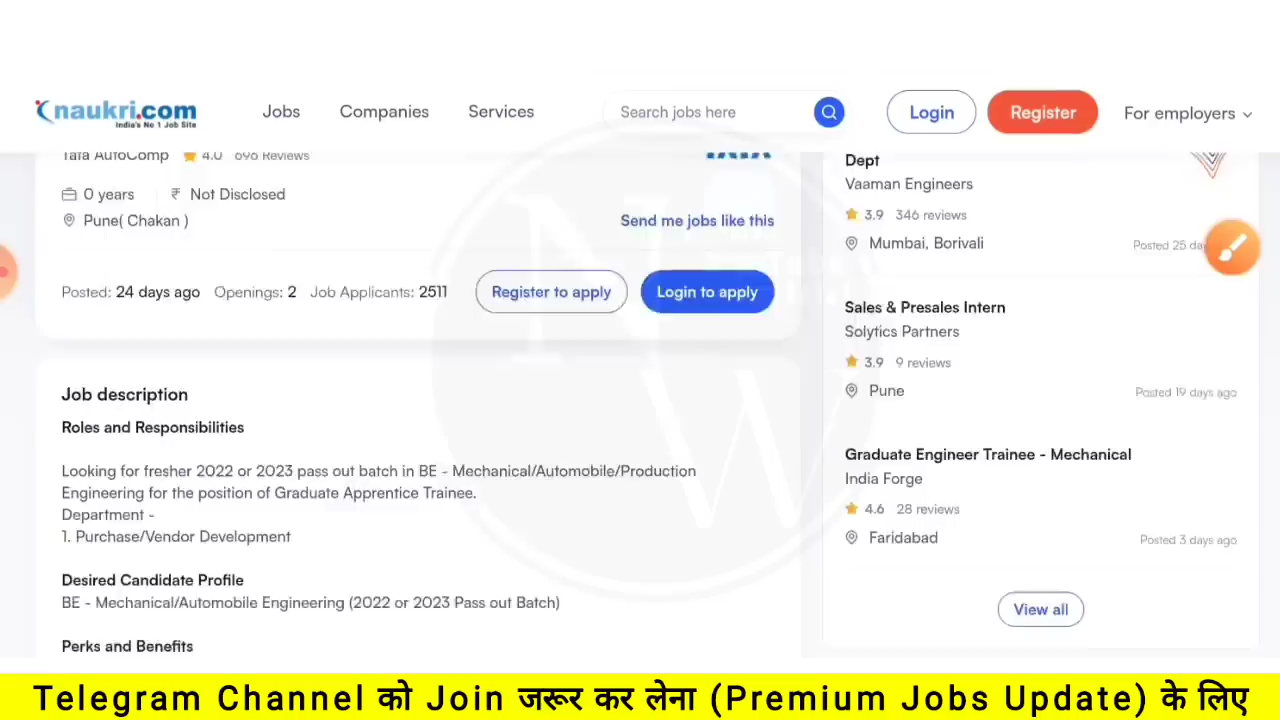 naukri.com
India's No 1 Job Site
Jobs
Companies
Services
Search jobs here
Login
Register
For employers
Tata AutoComp 4.0 696 Reviews
0 years ₹ Not Disclosed
Pune( Chakan )
Send me jobs like this
Posted: 24 days ago Openings: 2 Job Applicants: 2511
Register to apply
Login to apply
Job description
Roles and Responsibilities
Looking for fresher 2022 or 2023 pass out batch in BE - Mechanical/Automobile/Production
Engineering for the position of Graduate Apprentice Trainee.
Department -
1. Purchase/Vendor Development
Desired Candidate Profile
BE - Mechanical/Automobile Engineering (2022 or 2023 Pass out Batch)
Perks and Benefits
Dept
Vaaman Engineers
3.9 346 reviews
Mumbai, Borivali
Posted 25
Sales & Presales Intern
Solytics Partners
3.9 9 reviews
Pune
Posted 19 days ago
Graduate Engineer Trainee - Mechanical
India Forge
4.6 28 reviews
Faridabad
Posted 3 days ago
View all
NW
Telegram Channel को Join जरूर कर लेना (Premium Jobs Update) के लिए